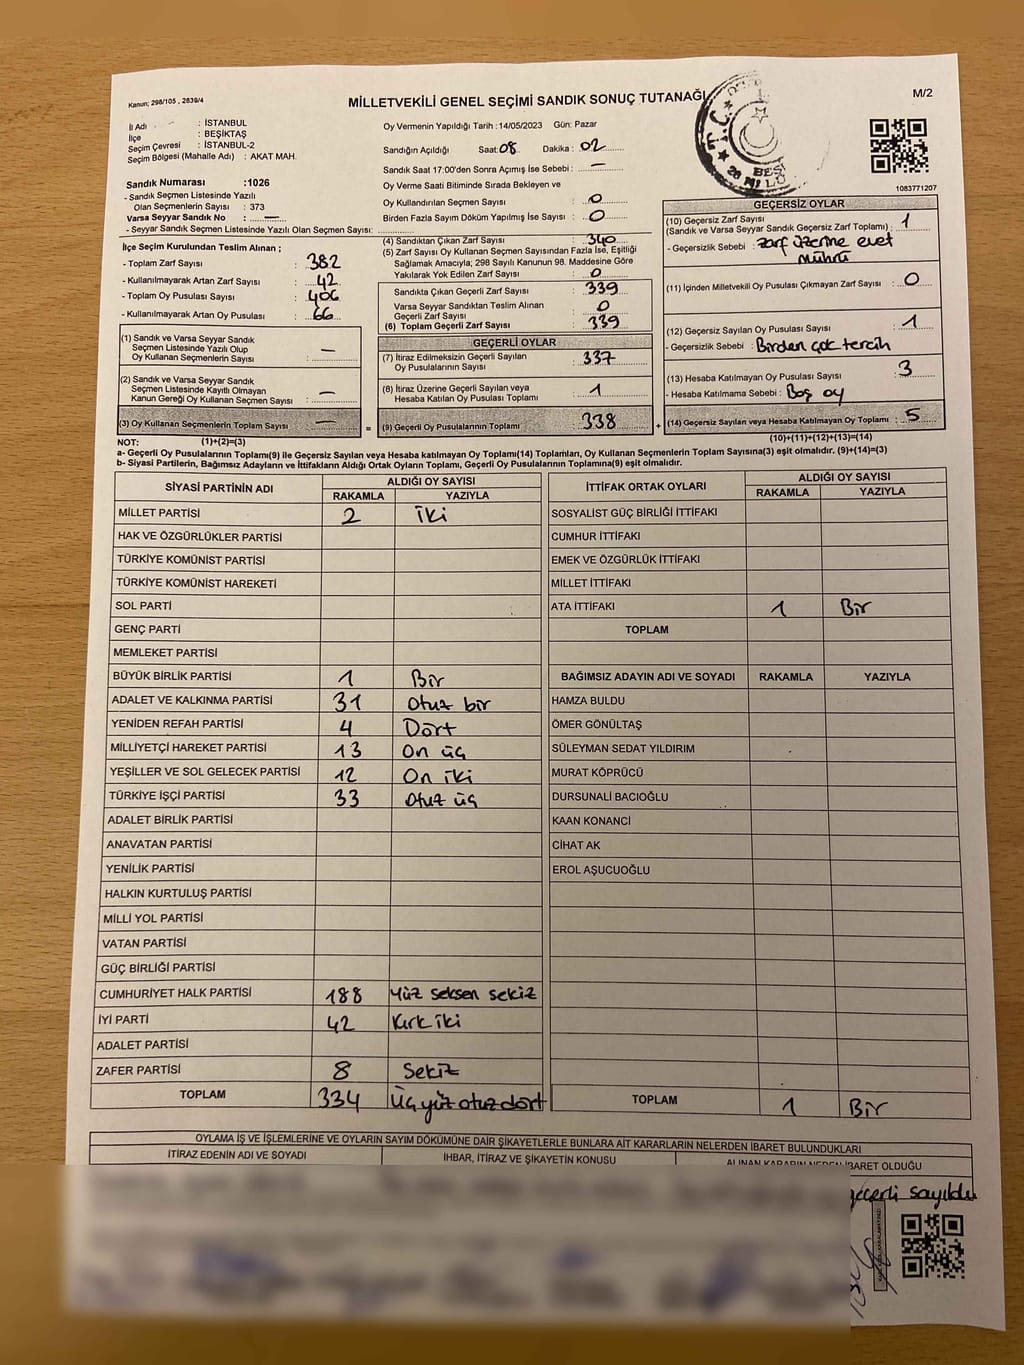 Kanun; 298/105 , 2839/4
MİLLETVEKİLİ GENEL SEÇİMİ SANDIK SONUÇ TUTANAĞI
M/2
İl Adı : İSTANBUL
İlçe : BEŞİKTAŞ
Seçim Çevresi : İSTANBUL-2
Seçim Bölgesi (Mahalle Adı) : AKAT MAH.
Sandık Numarası :1026
- Sandık Seçmen Listesinde Yazılı
Olan Seçmenlerin Sayısı : 373
Varsa Seyyar Sandık No : —
- Seyyar Sandık Seçmen Listesinde Yazılı Olan Seçmen Sayısı:
Oy Vermenin Yapıldığı Tarih :14/05/2023 Gün: Pazar
Sandığın Açıldığı Saat:08 Dakika: 02
Sandık Saat 17:00'den Sonra Açılmış İse Sebebi : —
Oy Verme Saati Bitiminde Sırada Bekleyen ve
Oy Kullandırılan Seçmen Sayısı : 0
Birden Fazla Sayım Döküm Yapılmış İse Sayısı : 0
T.C.
1083771207
İlçe Seçim Kurulundan Teslim Alınan ;
- Toplam Zarf Sayısı : 382
- Kullanılmayarak Artan Zarf Sayısı : 42
- Toplam Oy Pusulası Sayısı : 406
- Kullanılmayarak Artan Oy Pusulası : 66
(1) Sandık ve Varsa Seyyar Sandık
Seçmen Listesinde Yazılı Olup
Oy Kullanan Seçmenlerin Sayısı : —
(2) Sandık ve Varsa Seyyar Sandık
Seçmen Listesinde Kayıtlı Olmayan
Kanun Gereği Oy Kullanan Seçmen Sayısı : —
(3) Oy Kullanan Seçmenlerin Toplam Sayısı : —
(4) Sandıktan Çıkan Zarf Sayısı : 340
(5) Zarf Sayısı Oy Kullanan Seçmen Sayısından Fazla İse, Eşitliği
Sağlamak Amacıyla; 298 Sayılı Kanunun 98. Maddesine Göre
Yakılarak Yok Edilen Zarf Sayısı : 0
Sandıkta Çıkan Geçerli Zarf Sayısı : 339
Varsa Seyyar Sandıktan Teslim Alınan
Geçerli Zarf Sayısı : 0
(6) Toplam Geçerli Zarf Sayısı : 339
GEÇERLİ OYLAR
(7) İtiraz Edilmeksizin Geçerli Sayılan
Oy Pusulalarının Sayısı : 337
(8) İtiraz Üzerine Geçerli Sayılan veya
Hesaba Katılan Oy Pusulası Toplamı : 1
= (9) Geçerli Oy Pusulalarının Toplamı 338 +
GEÇERSİZ OYLAR
(10) Geçersiz Zarf Sayısı
(Sandık ve Varsa Seyyar Sandık Geçersiz Zarf Toplamı) : 1
- Geçersizlik Sebebi : zarf üzerine evet
mührü
(11) İçinden Milletvekili Oy Pusulası Çıkmayan Zarf Sayısı : 0
(12) Geçersiz Sayılan Oy Pusulası Sayısı : 1
- Geçersizlik Sebebi : Birden çok tercih
(13) Hesaba Katılmayan Oy Pusulası Sayısı : 3
- Hesaba Katılmama Sebebi : Boş oy
(14) Geçersiz Sayılan veya Hesaba Katılmayan Oy Toplamı : 5
NOT: (1)+(2)=(3)
(10)+(11)+(12)+(13)=(14)
a- Geçerli Oy Pusulalarının Toplamı(9) ile Geçersiz Sayılan veya Hesaba katılmayan Oy Toplamı(14) Toplamları, Oy Kullanan Seçmenlerin Toplam Sayısına(3) eşit olmalıdır. (9)+(14)=(3)
b- Siyasi Partilerin, Bağımsız Adayların ve İttifakların Aldığı Ortak Oyların Toplamı, Geçerli Oy Pusulalarının Toplamına(9) eşit olmalıdır.
SİYASİ PARTİNİN ADI ALDIĞI OY SAYISI
RAKAMLA YAZIYLA
MİLLET PARTİSİ 2 iki
HAK VE ÖZGÜRLÜKLER PARTİSİ
TÜRKİYE KOMÜNİST PARTİSİ
TÜRKİYE KOMÜNİST HAREKETİ
SOL PARTİ
GENÇ PARTİ
MEMLEKET PARTİSİ
BÜYÜK BİRLİK PARTİSİ 1 Bir
ADALET VE KALKINMA PARTİSİ 31 otuz bir
YENİDEN REFAH PARTİSİ 4 Dört
MİLLİYETÇİ HAREKET PARTİSİ 13 On üç
YEŞİLLER VE SOL GELECEK PARTİSİ 12 On iki
TÜRKİYE İŞÇİ PARTİSİ 33 otuz üç
ADALET BİRLİK PARTİSİ
ANAVATAN PARTİSİ
YENİLİK PARTİSİ
HALKIN KURTULUŞ PARTİSİ
MİLLİ YOL PARTİSİ
VATAN PARTİSİ
GÜÇ BİRLİĞİ PARTİSİ
CUMHURİYET HALK PARTİSİ 188 Yüz seksen sekiz
İYİ PARTİ 42 Kırk iki
ADALET PARTİSİ
ZAFER PARTİSİ 8 Sekiz
TOPLAM 334 Üç yüz otuz dört
İTTİFAK ORTAK OYLARI ALDIĞI OY SAYISI
RAKAMLA YAZIYLA
SOSYALIST GÜÇ BİRLİĞİ İTTİFAKI
CUMHUR İTTİFAKI
EMEK VE ÖZGÜRLÜK İTTİFAKI
MİLLET İTTİFAKI
ATA İTTİFAKI 1 Bir
TOPLAM
BAĞIMSIZ ADAYIN ADI VE SOYADI RAKAMLA YAZIYLA
HAMZA BULDU
ÖMER GÖNÜLTAŞ
SÜLEYMAN SEDAT YILDIRIM
MURAT KÖPRÜCÜ
DURSUNALİ BACIOĞLU
KAAN KONANCİ
CİHAT AK
EROL AŞUCUOĞLU
TOPLAM 1 Bir
OYLAMA İŞ VE İŞLEMLERİNE VE OYLARIN SAYIM DÖKÜMÜNE DAİR ŞİKAYETLERLE BUNLARA AİT KARARLARIN NELERDEN İBARET BULUNDUKLARI
İTİRAZ EDENİN ADI VE SOYADI İHBAR, İTİRAZ VE ŞİKAYETİN KONUSU ALINAN KARARIN NEDEN İBARET OLDUĞU
geçerli sayıldı